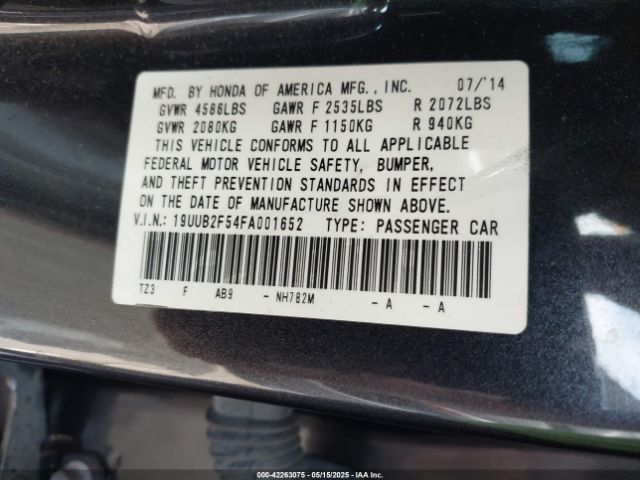 MFD. BY HONDA OF AMERICA MFG., INC. 07/'14
GVWR 4586LBS GAWR F 2535LBS R 2072LBS
GVWR 2080KG GAWR F 1150KG R 940KG
THIS VEHICLE CONFORMS TO ALL APPLICABLE
FEDERAL MOTOR VEHICLE SAFETY, BUMPER,
AND THEFT PREVENTION STANDARDS IN EFFECT
ON THE DATE OF MANUFACTURE SHOWN ABOVE.
V.I.N.: 19UUB2F54FA001652 TYPE: PASSENGER CAR
TZ3 F AB9 - NH782M - A - A
000-42263075 - 05/15/2025 - IAA Inc.